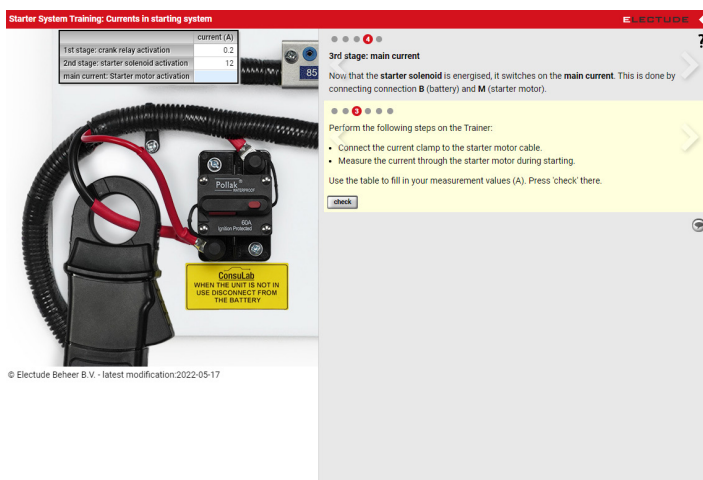 Starter System Training: Currents in starting system
ELECTUDE
current (A)
1st stage: crank relay activation 0.2
2nd stage: starter solenoid activation 12
main current: Starter motor activation
85
Pollak®
WATERPROOF
60A
Ignition Protected
ConsuLab
WHEN THE UNIT IS NOT IN
USE DISCONNECT FROM
THE BATTERY
© Electude Beheer B.V. - latest modification:2022-05-17
4
?
3rd stage: main current
Now that the starter solenoid is energised, it switches on the main current. This is done by
connecting connection B (battery) and M (starter motor).
3
Perform the following steps on the Trainer:
• Connect the current clamp to the starter motor cable.
• Measure the current through the starter motor during starting.
Use the table to fill in your measurement values (A). Press 'check' there.
check